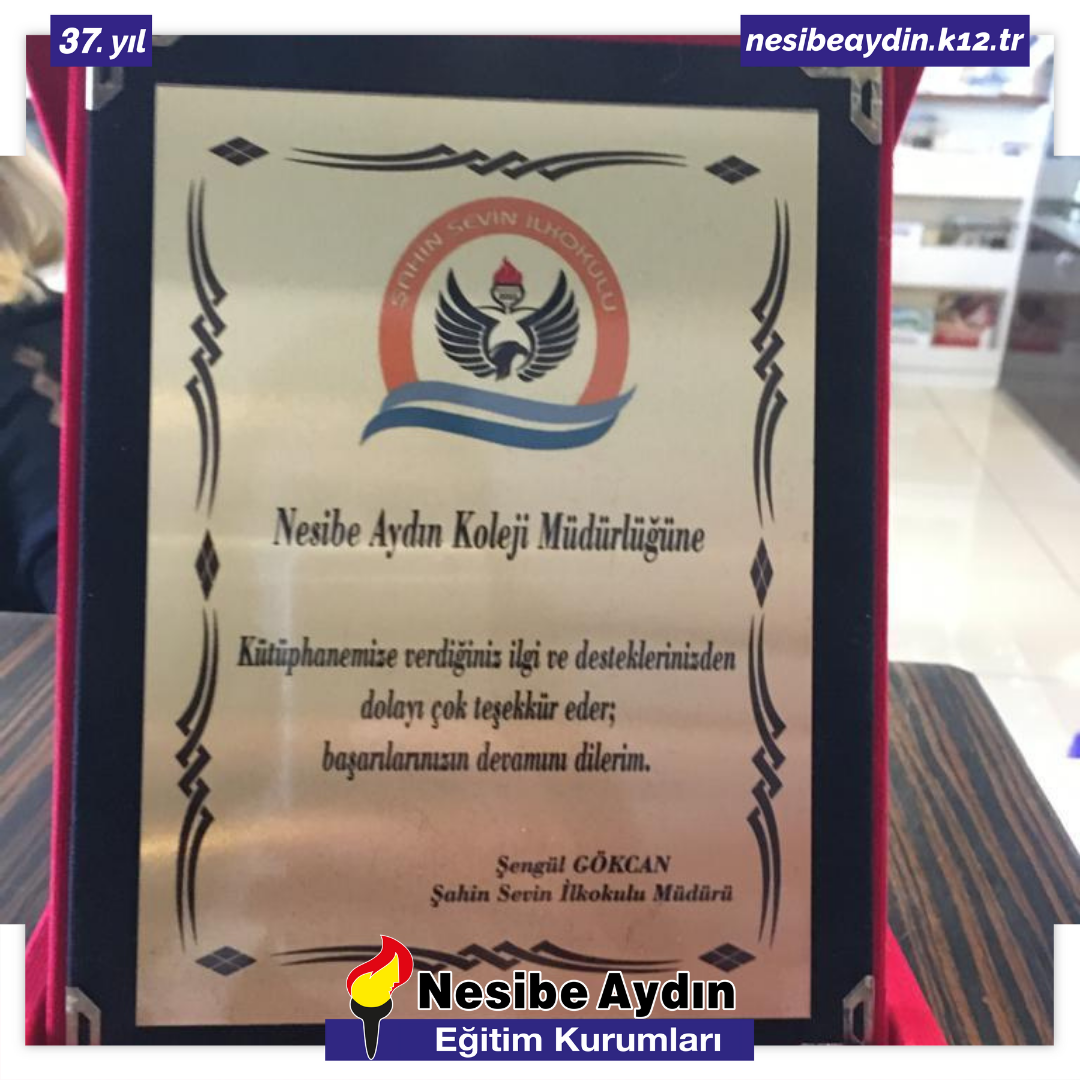 37. yıl
nesibeaydin.k12.tr
ŞAHİN SEVİN İLKOKULU
Nesibe Aydın Koleji Müdürlüğüne
Kütüphanemize verdiğiniz ilgi ve desteklerinizden
dolayı çok teşekkür eder;
başarılarınızın devamını dilerim.
Şengül GÖKCAN
Şahin Sevin İlkokulu Müdürü
Nesibe Aydın
Eğitim Kurumları